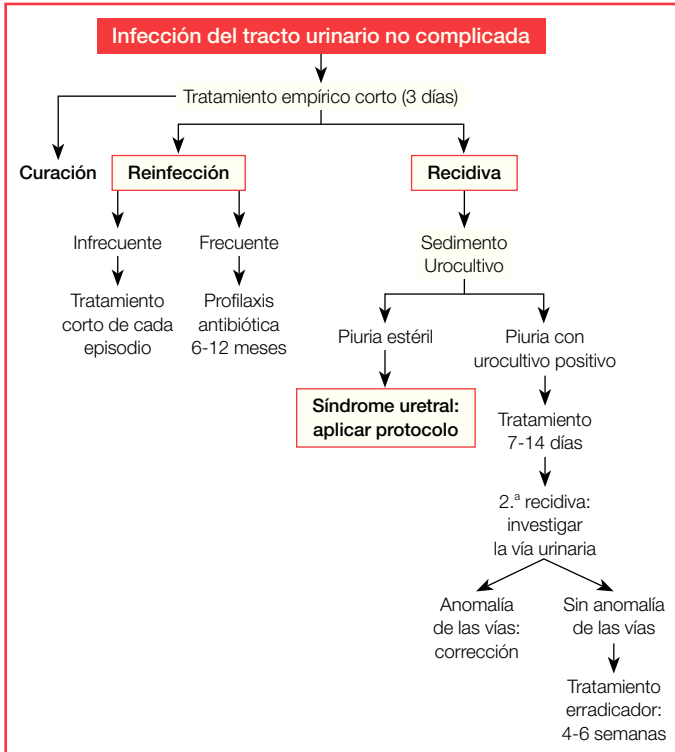 Infección del tracto urinario no complicada
Tratamiento empírico corto (3 días)
Curación
Reinfección
Recidiva
Infrecuente
Frecuente
Sedimento
Urocultivo
Tratamiento
corto de cada
episodio
Profilaxis
antibiótica
6-12 meses
Piuria estéril
Piuria con
urocultivo positivo
Síndrome uretral:
aplicar protocolo
Tratamiento
7-14 días
2.ª recidiva:
investigar
la vía urinaria
Anomalía
de las vías:
corrección
Sin anomalía
de las vías
Tratamiento
erradicador:
4-6 semanas